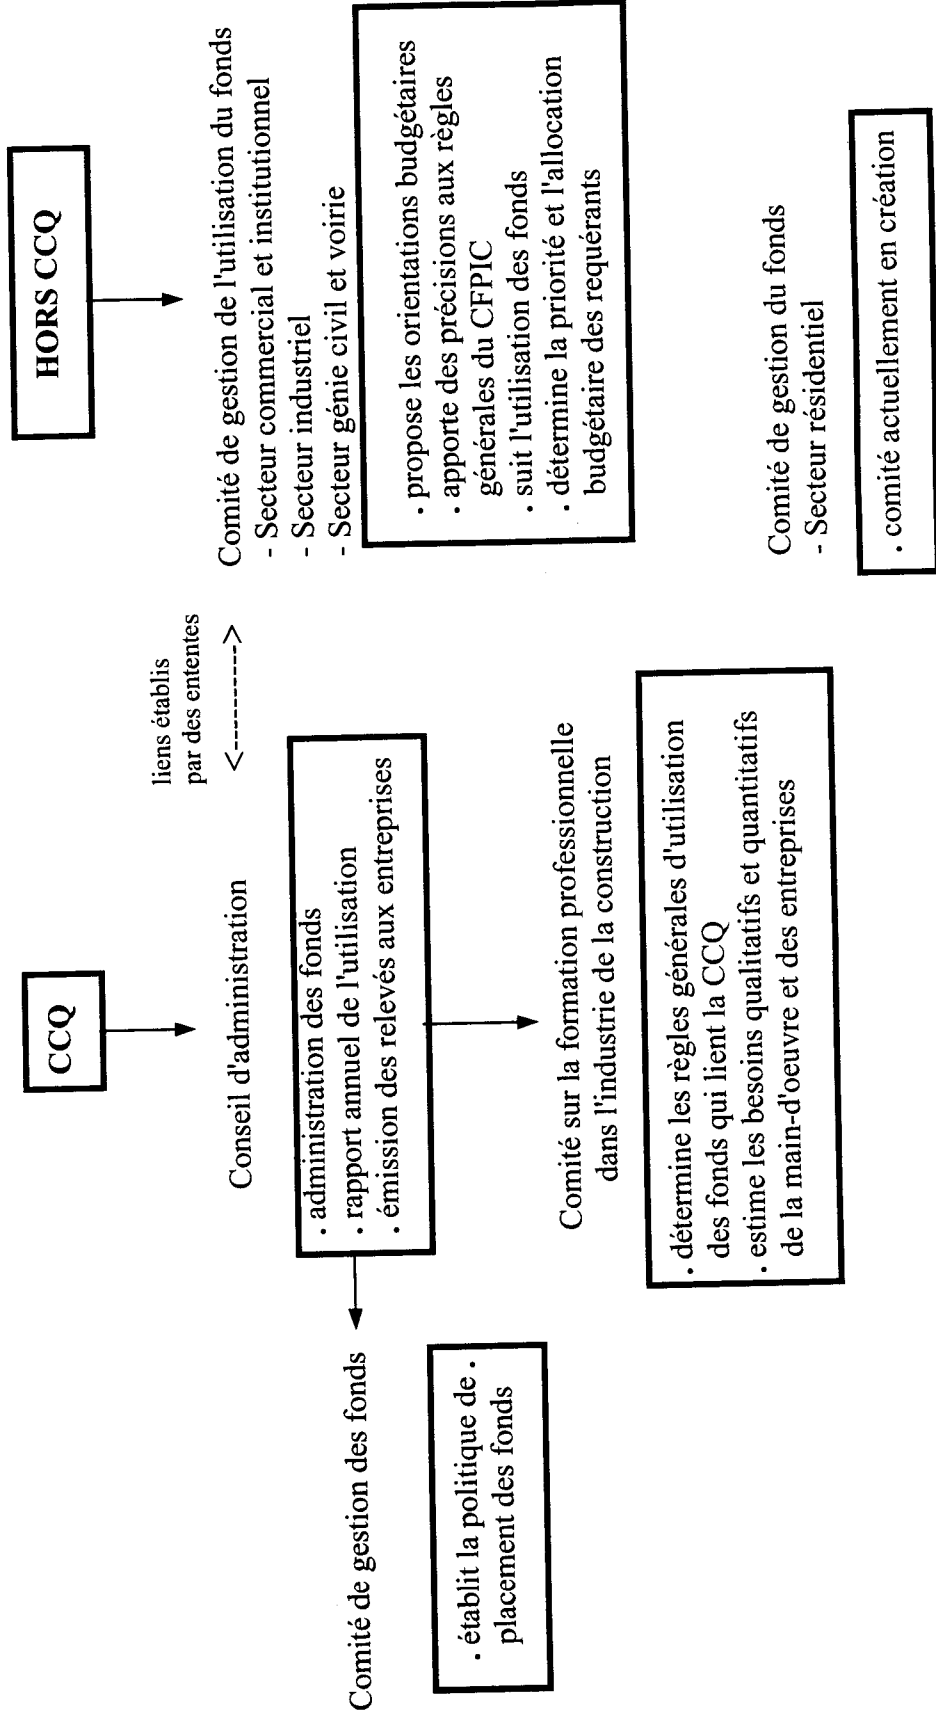 CCQ
Conseil d'administration
. administration des fonds
. rapport annuel de l'utilisation
. émission des relevés aux entreprises
Comité de gestion des fonds
. établit la politique de .
placement des fonds
Comité sur la formation professionnelle
dans l'industrie de la construction
. détermine les règles générales d'utilisation
des fonds qui lient la CCQ
. estime les besoins qualitatifs et quantitatifs
de la main-d'oeuvre et des entreprises
liens établis
par des ententes
<---------->
HORS CCQ
Comité de gestion de l'utilisation du fonds
- Secteur commercial et institutionnel
- Secteur industriel
- Secteur génie civil et voirie
. propose les orientations budgétaires
. apporte des précisions aux règles
générales du CFPIC
. suit l'utilisation des fonds
. détermine la priorité et l'allocation
budgétaire des requérants
Comité de gestion du fonds
- Secteur résidentiel
. comité actuellement en création